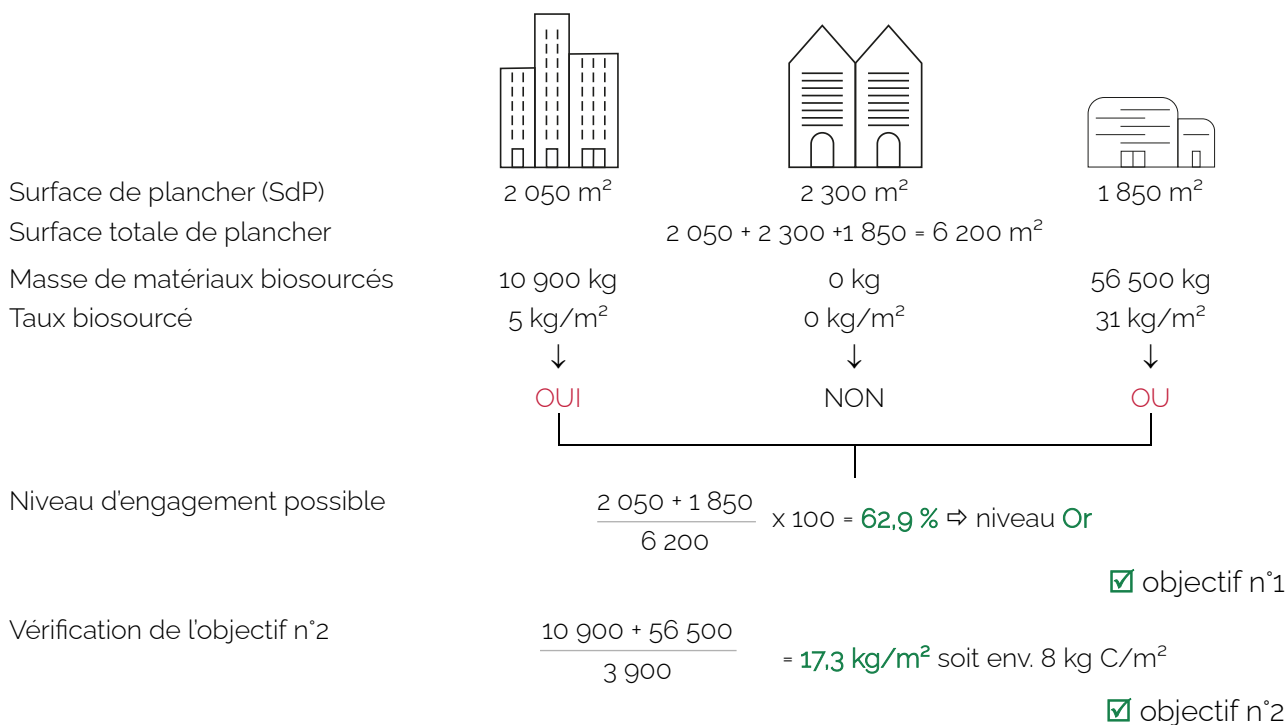 Surface de plancher (SdP) 2 050 m² 2 300 m² 1 850 m²
Surface totale de plancher 2 050 + 2 300 +1 850 = 6 200 m²
Masse de matériaux biosourcés 10 900 kg 0 kg 56 500 kg
Taux biosourcé 5 kg/m² 0 kg/m² 31 kg/m²
↓ ↓ ↓
OUI NON OU
Niveau d'engagement possible
2 050 + 1 850
x 100 = 62,9 % ⇨ niveau Or
6 200
☑ objectif n°1
Vérification de l'objectif n°2
10 900 + 56 500
= 17,3 kg/m² soit env. 8 kg C/m²
3 900
☑ objectif n°2